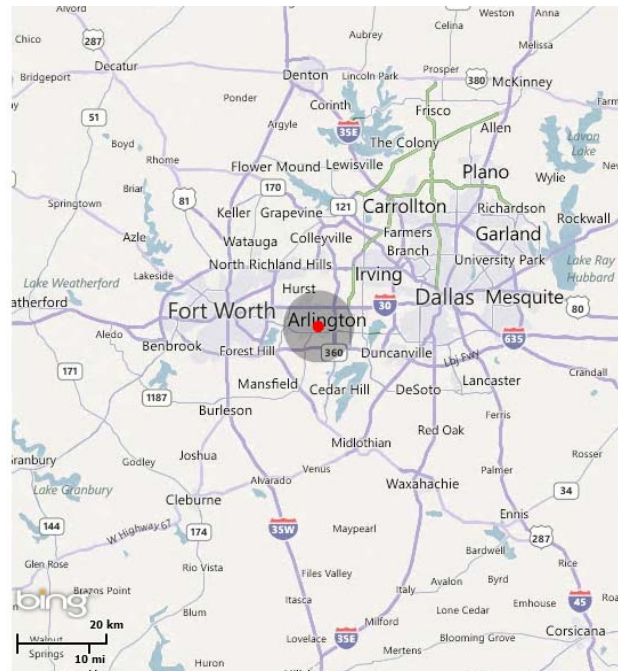 Western
Anna
Celina
Alvord
Aubrey
Chico
287
Melissa
Decatur
Prosper
Bridgeport
Denton
Lincoln Park
380
McKinney
Ponder
Corinth
Frisco
51
Argyle
35E
Allen
Lavon Lake
Boyd
The Colony
Rhome
Flower Mound
Lewisville
Plano
Wylie
Briar
170
81
121
Springtown
Keller
Grapevine
Carrollton
Richardson
Rockwall
Azle
Watauga
Colleyville
Farmers Branch
Garland
Lakeside
North Richland Hills
University Park
Lake Ray Hubbard
Lake Weatherford
Hurst
Irving
atherford
Fort Worth
30
Dallas
Mesquite
80
Arlington
Aledo
Benbrook
Forest Hill
360
Duncanville
Lbj Fwy
635
171
Crandall
Mansfield
Cedar Hill
DeSoto
Lancaster
1187
Burleson
Ferris
Red Oak
Midlothian
Joshua
Rosser
Granbury
Godley
Venus
Palmer
Lake Granbury
Alvarado
Waxahachie
Cleburne
34
144
W Highway 67
174
35W
Maypearl
Ennis
287
Bardwell
Glen Rose
Rio Vista
Files Valley
Rice
Brazos Point
Italy
Avalon
Byrd
bing
Itasca
Lone Cedar
Emhouse
45
Roa
Blum
Milford
20 km
Corsicana
Walnut Springs
Lovelace
35E
10 mi
Mertens
Blooming Grove
Huron